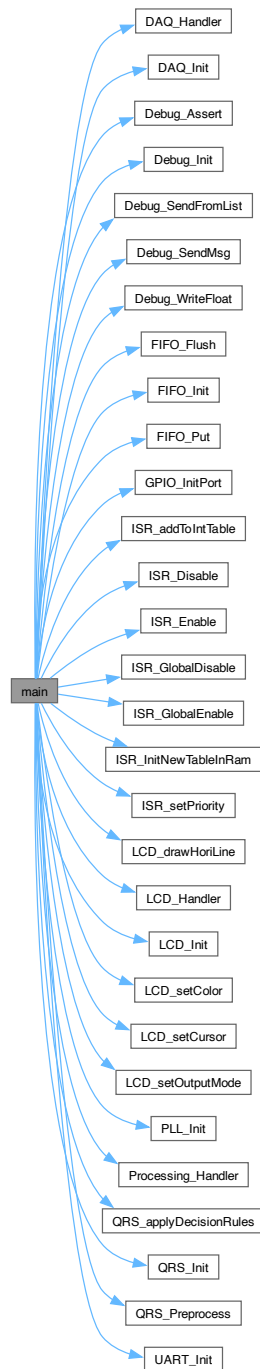 DAQ_Handler
DAQ_Init
Debug_Assert
Debug_Init
Debug_SendFromList
Debug_SendMsg
Debug_WriteFloat
FIFO_Flush
FIFO_Init
FIFO_Put
GPIO_InitPort
ISR_addToIntTable
ISR_Disable
ISR_Enable
ISR_GlobalDisable
main
ISR_GlobalEnable
ISR_InitNewTableInRam
ISR_setPriority
LCD_drawHoriLine
LCD_Handler
LCD_Init
LCD_setColor
LCD_setCursor
LCD_setOutputMode
PLL_Init
Processing_Handler
QRS_applyDecisionRules
QRS_Init
QRS_Preprocess
UART_Init